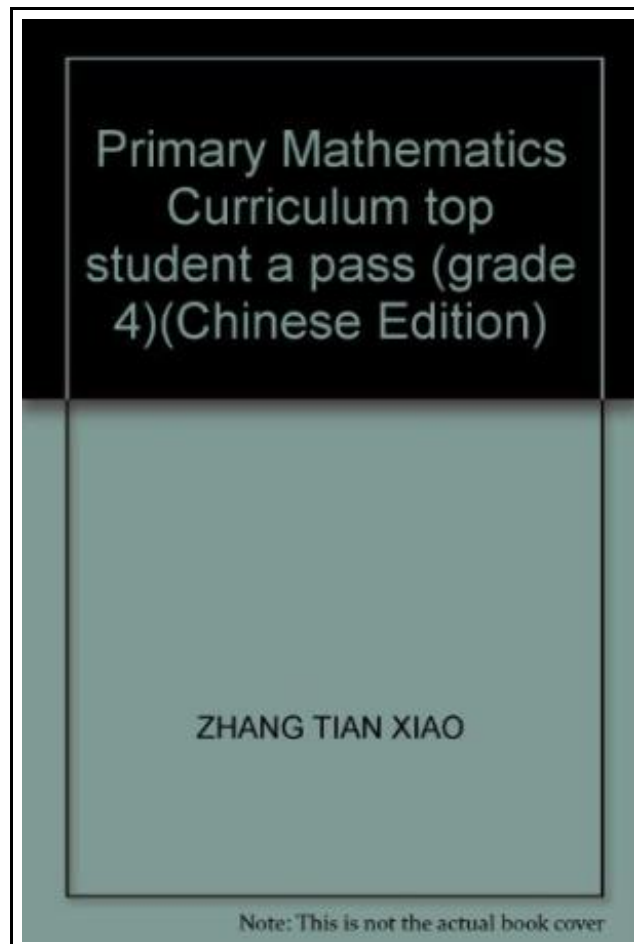 Primary Mathematics
Curriculum top
student a pass (grade
4)(Chinese Edition)
ZHANG TIAN XIAO
Note: This is not the actual book cover